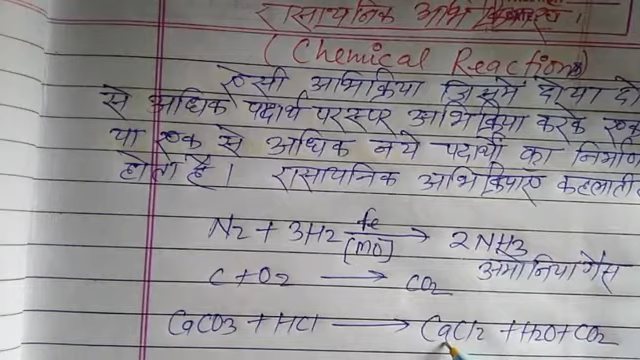 रासायनिक अभिक्रियाएं
(Chemical Reactions)
ऐसी अभिक्रिया जिसमें दो या दो
से अधिक पदार्थ परस्पर अभिक्रिया करके एक
या एक से अधिक नये पदार्थो का निर्माण
होता है। रासायनिक अभिक्रियाए कहलाती
N2 + 3H2 fe (mo) → 2NH3
अमोनिया गैस
C + O2 → CO2
CaCO3 + HCl → CaCl2 + H2O + CO2